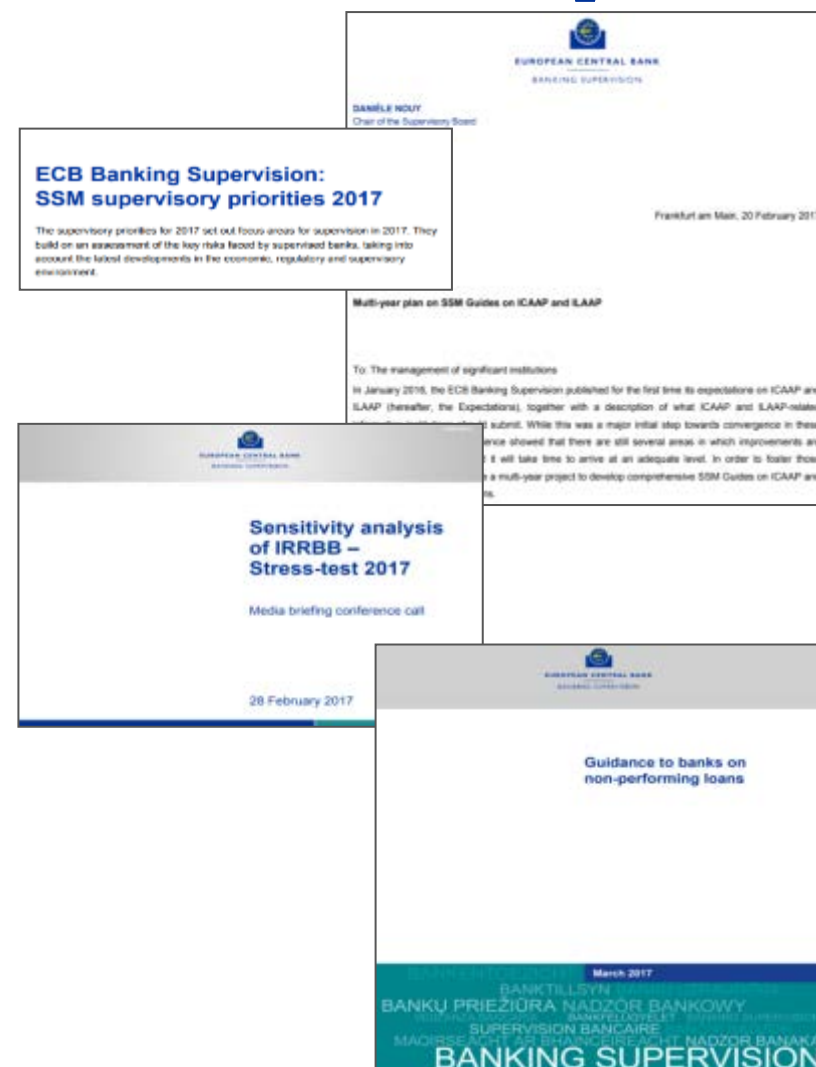 EUROPEAN CENTRAL BANK
BANKING SUPERVISION
DANIÈLE NOUY
Chair of the Supervisory Board
ECB Banking Supervision:
SSM supervisory priorities 2017
The supervisory priorities for 2017 set out focus areas for supervision in 2017. They
build on an assessment of the key risks faced by supervised banks, taking into
account the latest developments in the economic, regulatory and supervisory
environment.
Frankfurt am Main, 20 February 2017
Multi-year plan on SSM Guides on ICAAP and ILAAP
To: The management of significant institutions
In January 2016, the ECB Banking Supervision published for the first time its expectations on ICAAP and
ILAAP (hereafter, the Expectations), together with a description of what ICAAP and ILAAP-related
submit. While this was a major initial step towards convergence in these
showed that there are still several areas in which improvements are
it will take time to arrive at an adequate level. In order to foster those
a multi-year project to develop comprehensive SSM Guides on ICAAP and
EUROPEAN CENTRAL BANK
BANKING SUPERVISION
Sensitivity analysis
of IRRBB –
Stress-test 2017
Media briefing conference call
28 February 2017
EUROPEAN CENTRAL BANK
BANKING SUPERVISION
Guidance to banks on
non-performing loans
March 2017
BANKTILLSYN
BANKŲ PRIEŽIŪRA NADZÓR BANKOWY
BANKFELÜGYELET
SUPERVISION BANCAIRE
MAOIRSEACHT AR BHAINCÉIREACHT NADZOR BANAKA
BANKING SUPERVISION